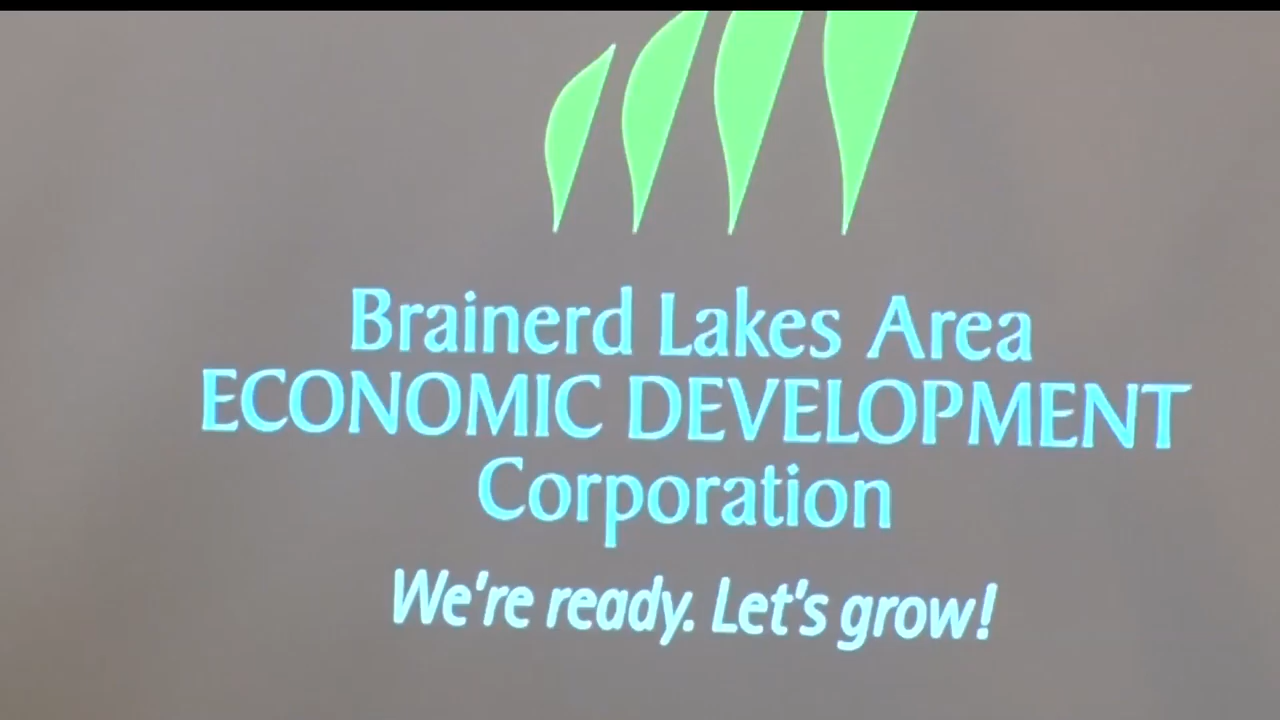 Brainerd Lakes Area
ECONOMIC DEVELOPMENT
Corporation
We're ready. Let's grow!